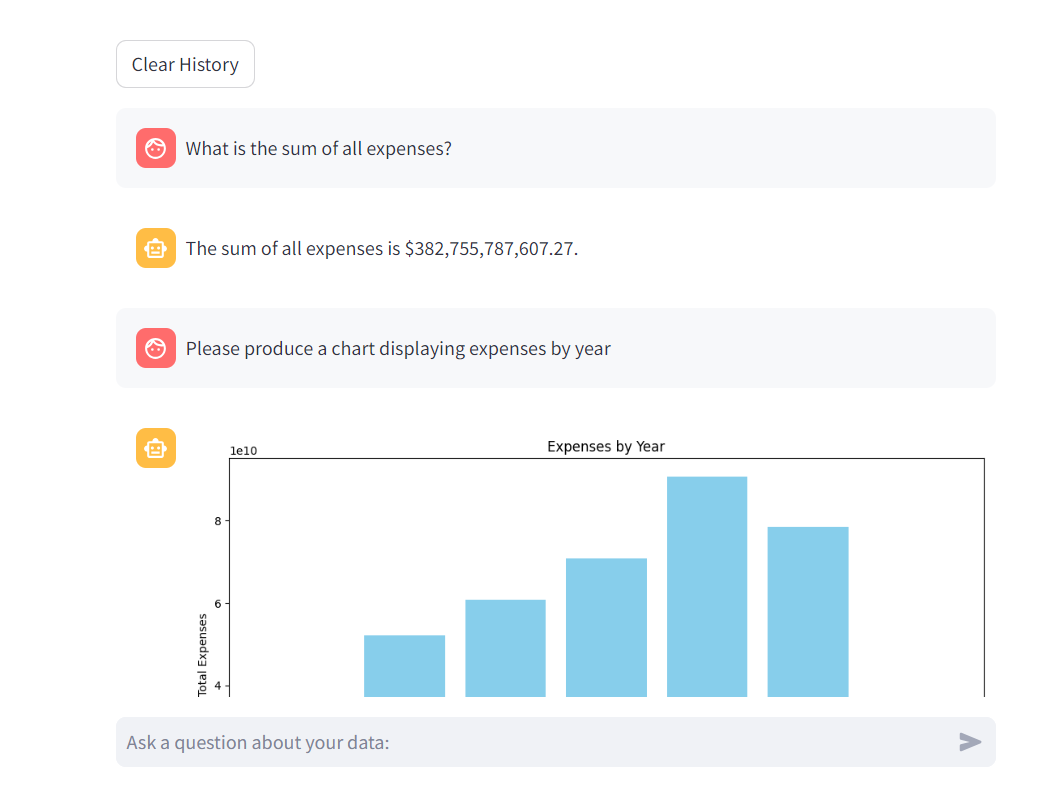 Clear History
What is the sum of all expenses?
The sum of all expenses is $382,755,787,607.27.
Please produce a chart displaying expenses by year
1e10
Expenses by Year
8
6
4
Total Expenses
Ask a question about your data: